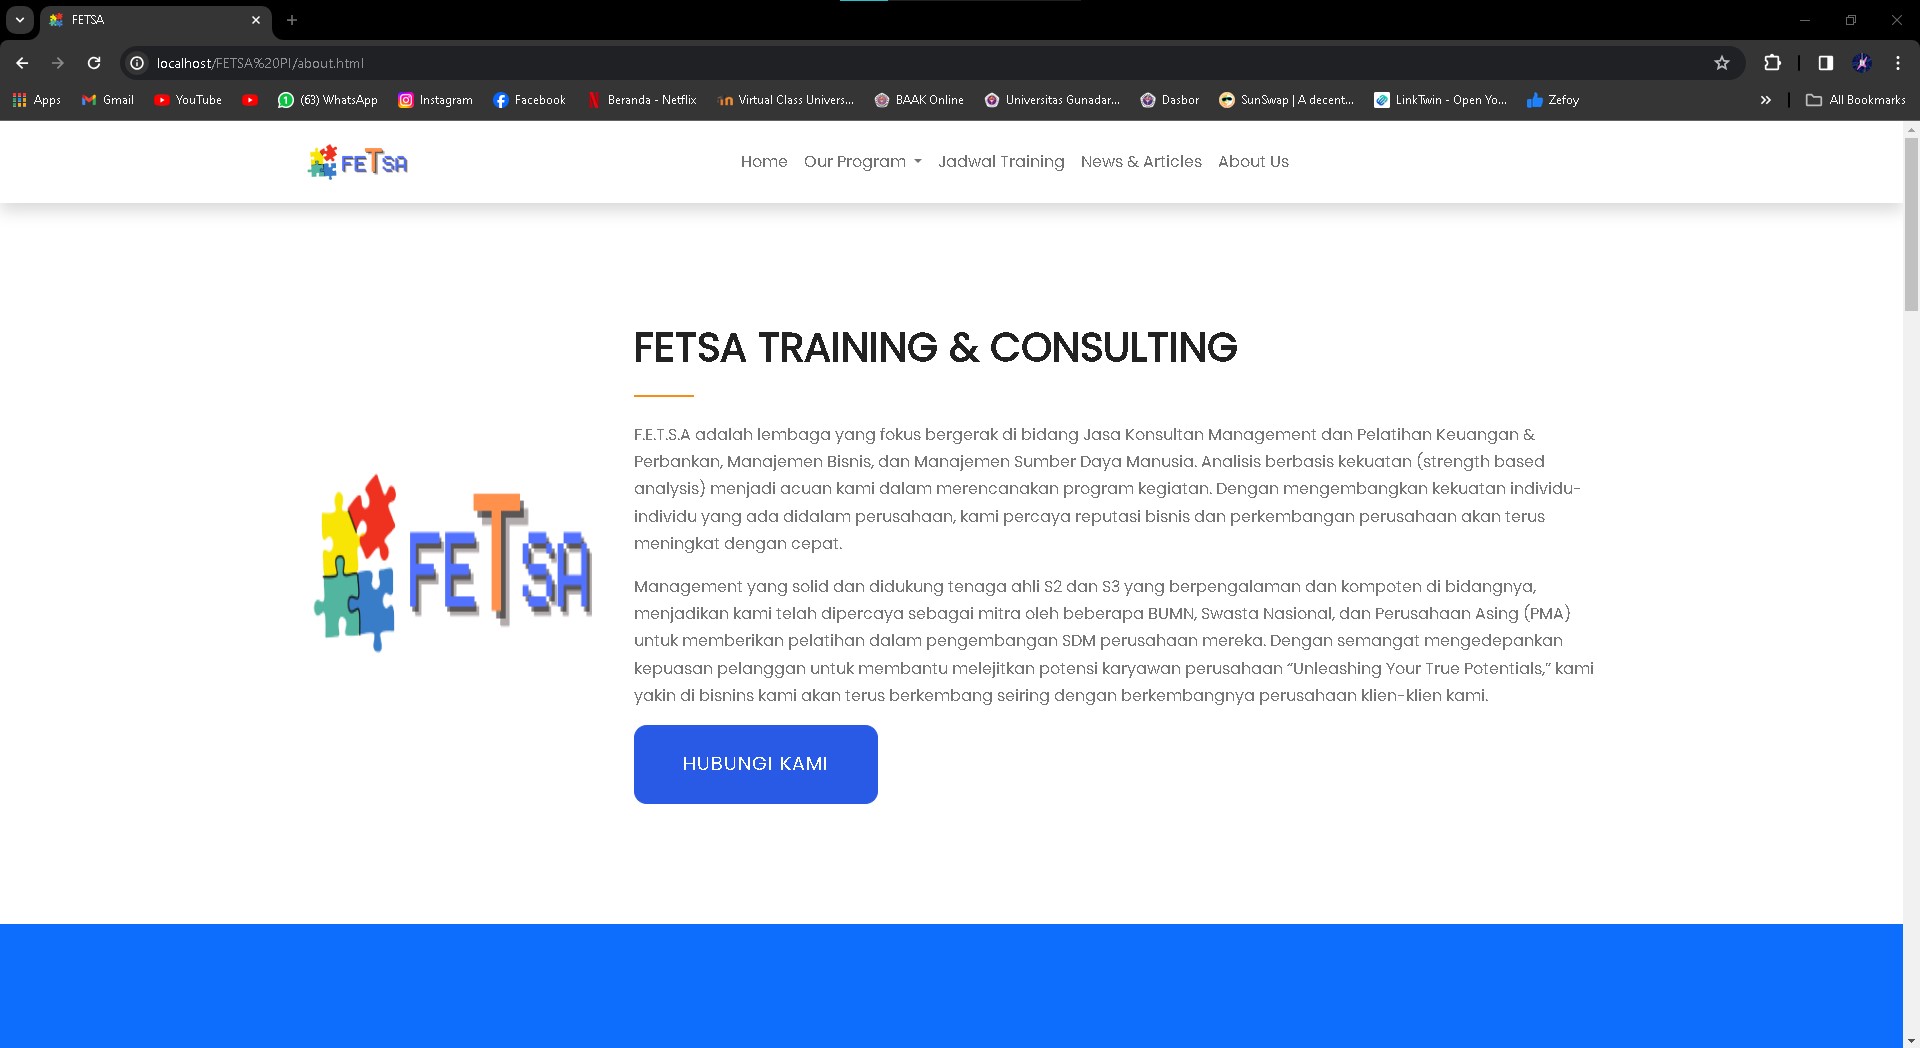 FETSA
localhost/FETSA%20PI/about.html
Apps
Gmail
YouTube
(63) WhatsApp
Instagram
Facebook
Beranda - Netflix
Virtual Class Univers...
BAAK Online
Universitas Gunadar...
Dasbor
SunSwap | A decent...
LinkTwin - Open Yo...
Zefoy
All Bookmarks
FETSA
Home
Our Program
Jadwal Training
News & Articles
About Us
FETSA TRAINING & CONSULTING
F.E.T.S.A adalah lembaga yang fokus bergerak di bidang Jasa Konsultan Management dan Pelatihan Keuangan &
Perbankan, Manajemen Bisnis, dan Manajemen Sumber Daya Manusia. Analisis berbasis kekuatan (strength based
analysis) menjadi acuan kami dalam merencanakan program kegiatan. Dengan mengembangkan kekuatan individu-
individu yang ada didalam perusahaan, kami percaya reputasi bisnis dan perkembangan perusahaan akan terus
meningkat dengan cepat.
FETSA
Management yang solid dan didukung tenaga ahli S2 dan S3 yang berpengalaman dan kompoten di bidangnya,
menjadikan kami telah dipercaya sebagai mitra oleh beberapa BUMN, Swasta Nasional, dan Perusahaan Asing (PMA)
untuk memberikan pelatihan dalam pengembangan SDM perusahaan mereka. Dengan semangat mengedepankan
kepuasan pelanggan untuk membantu melejitkan potensi karyawan perusahaan “Unleashing Your True Potentials,” kami
yakin di bisnins kami akan terus berkembang seiring dengan berkembangnya perusahaan klien-klien kami.
HUBUNGI KAMI